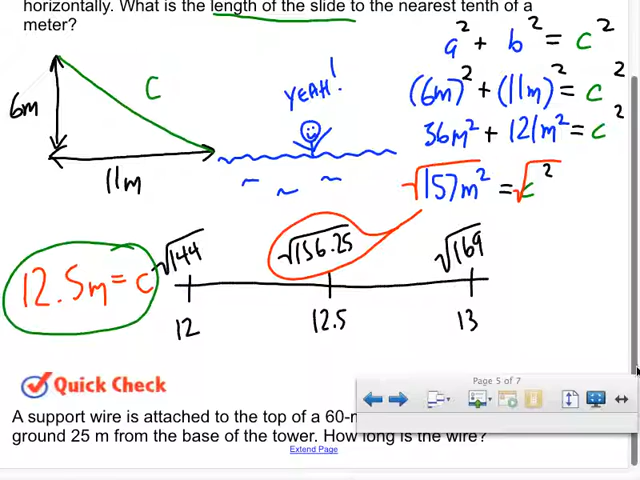 horizontally. What is the length of the slide to the nearest tenth of a
meter?
a² + b² = c²
(6m)² + (11m)² = c²
36m² + 121m² = c²
√157m² = √c²
6m
C
11m
YEAH!
√144
√156.25
√169
12.5m = c
12
12.5
13
Quick Check
Page 5 of 7
A support wire is attached to the top of a 60-
ground 25 m from the base of the tower. How long is the wire?
Extend Page